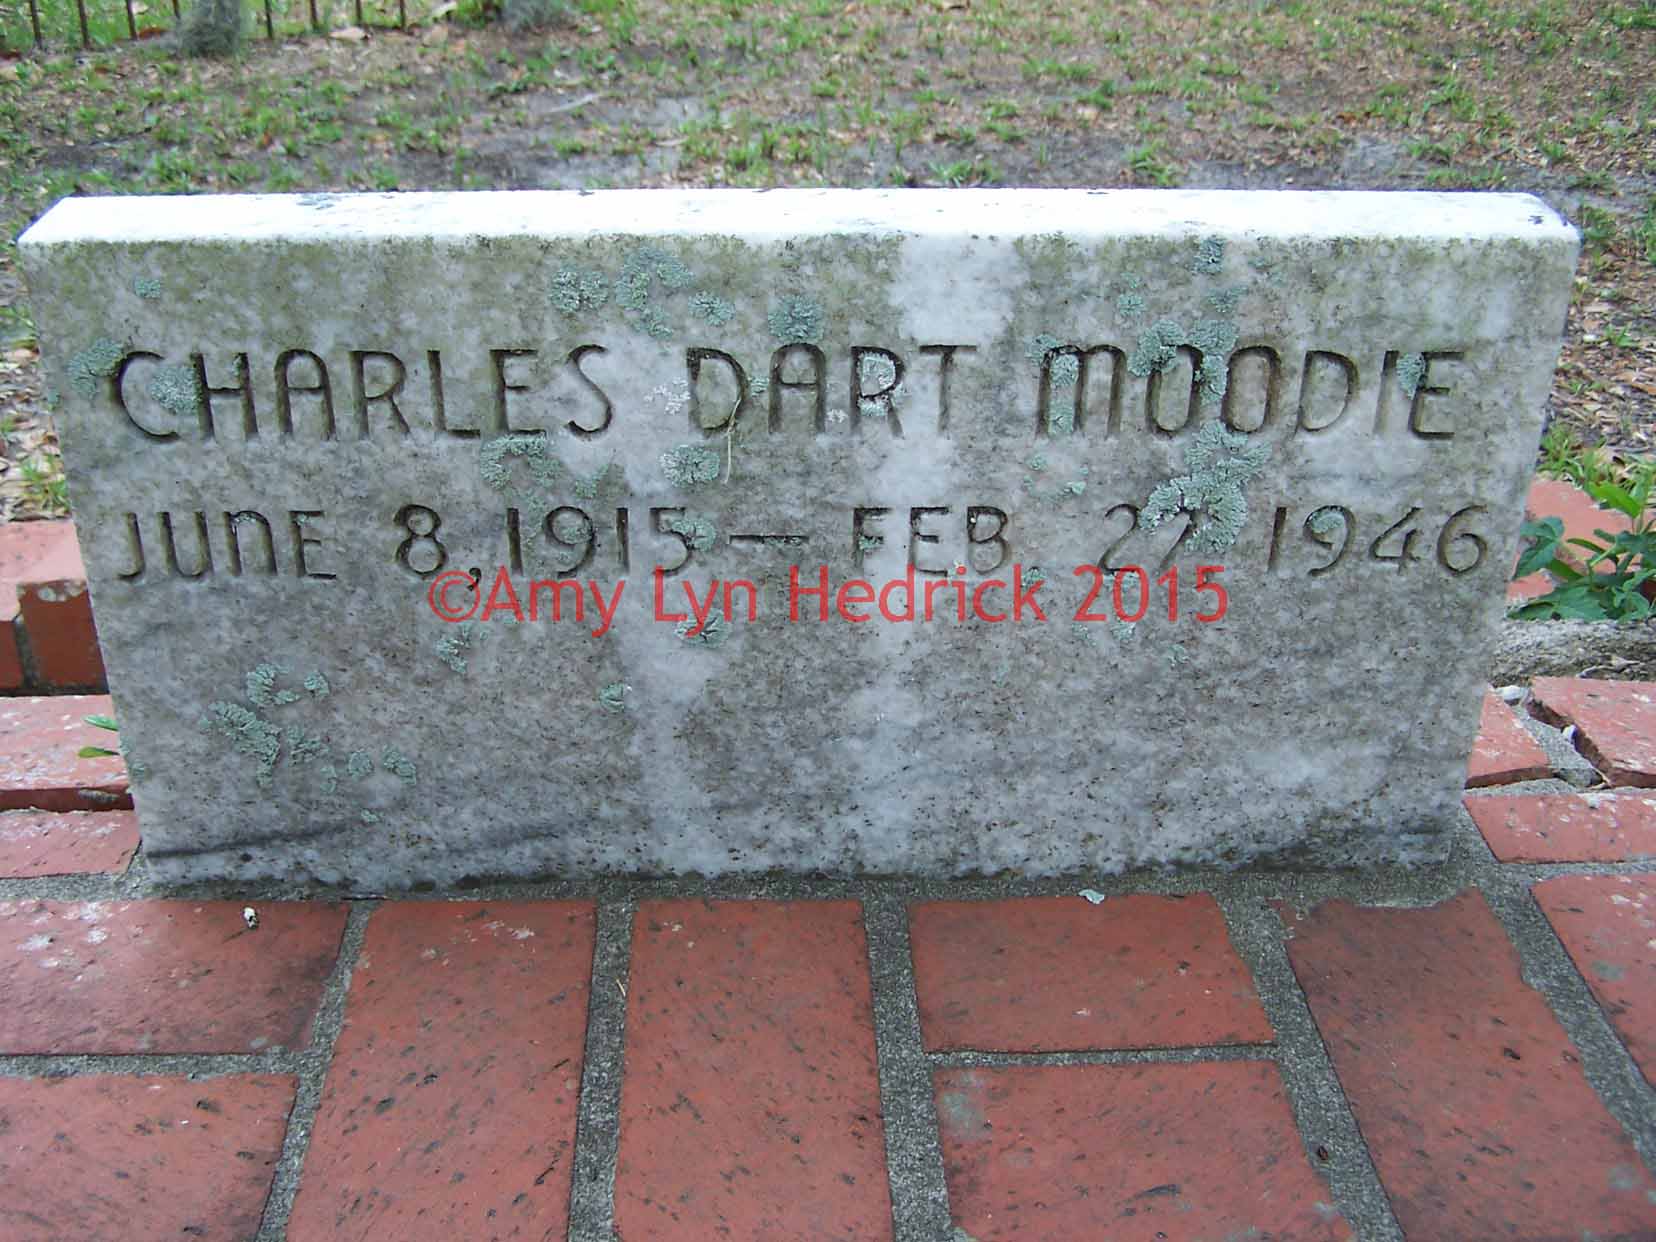 CHARLES DART MOODIE
JUNE 8, 1915 — FEB. 27, 1946
©Amy Lyn Hedrick 2015